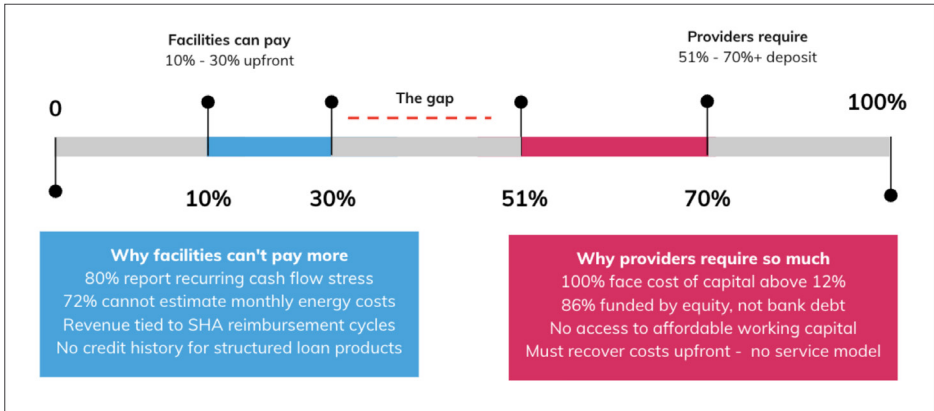 Facilities can pay
10% - 30% upfront
Providers require
51% - 70%+ deposit
0
The gap
100%
10%
30%
51%
70%
Why facilities can't pay more
80% report recurring cash flow stress
72% cannot estimate monthly energy costs
Revenue tied to SHA reimbursement cycles
No credit history for structured loan products
Why providers require so much
100% face cost of capital above 12%
86% funded by equity, not bank debt
No access to affordable working capital
Must recover costs upfront - no service model